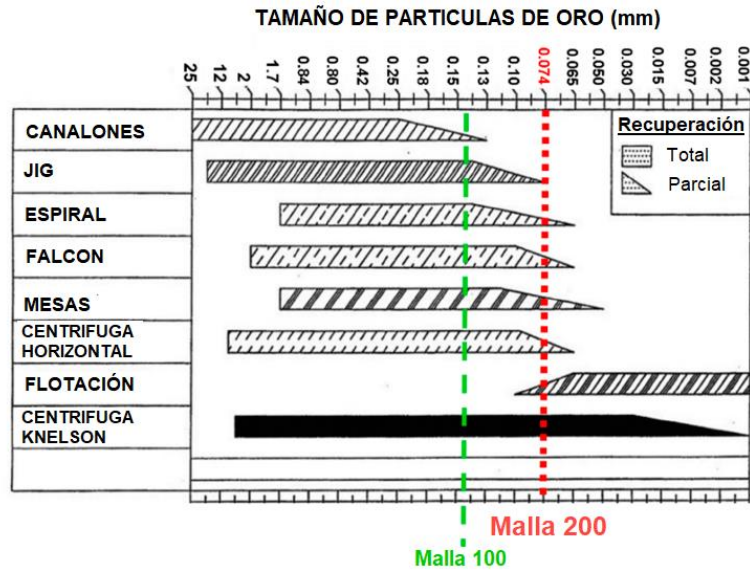 TAMAÑO DE PARTICULAS DE ORO (mm)
25 12 2 1.7 0.84 0.80 0.42 0.25 0.18 0.15 0.13 0.10 0.074 0.065 0.050 0.030 0.015 0.007 0.002 0.001
Recuperación
Total
Parcial
CANALONES
JIG
ESPIRAL
FALCON
MESAS
CENTRIFUGA
HORIZONTAL
FLOTACIÓN
CENTRIFUGA
KNELSON
Malla 200
Malla 100